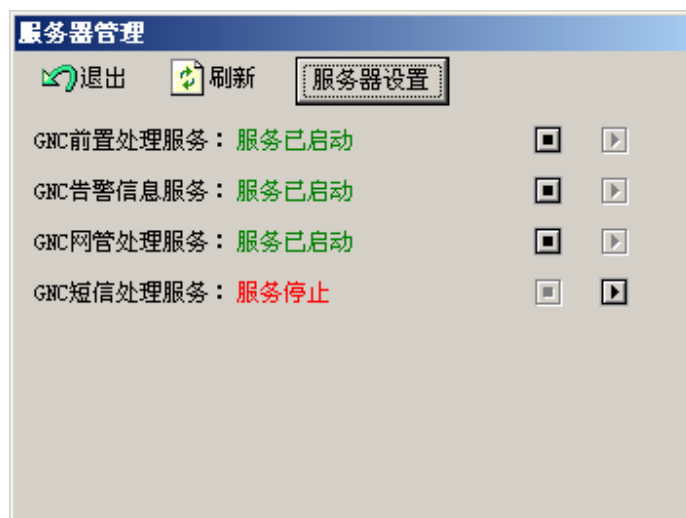 服务器管理
退出 刷新 服务器设置
GNC前置处理服务：服务已启动
GNC告警信息服务：服务已启动
GNC网管处理服务：服务已启动
GNC短信处理服务：服务停止